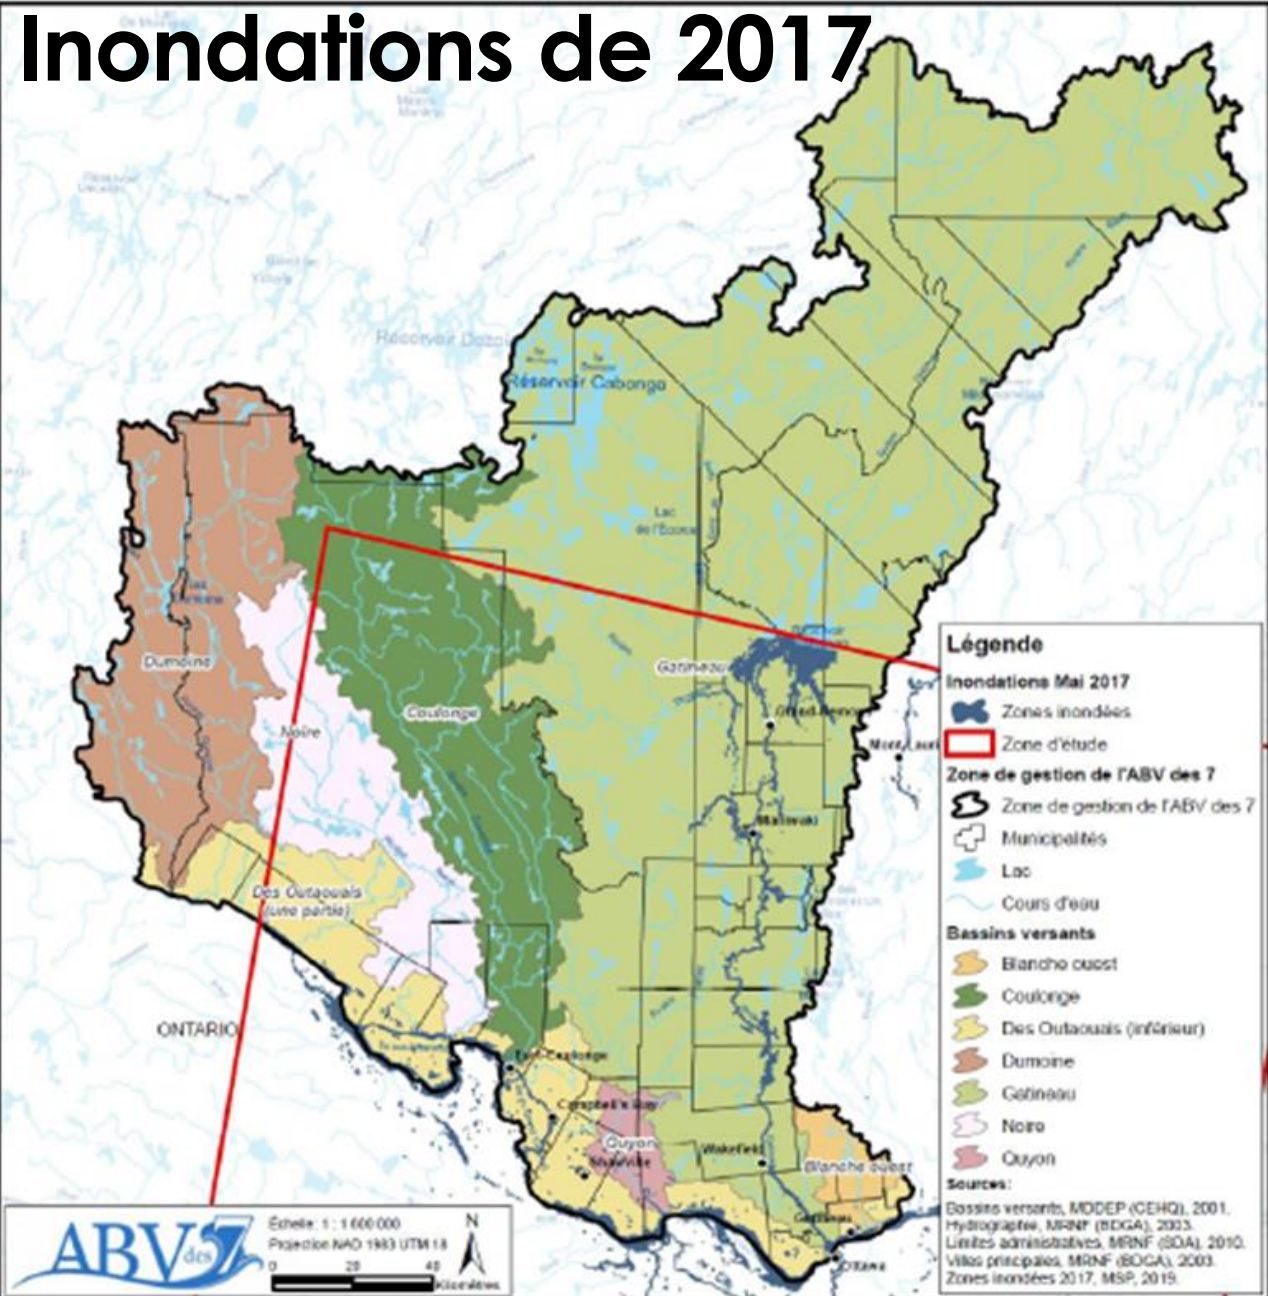 Inondations de 2017
Réservoir Cabonga
Lac
de l'Ecorce
Dumoine
Gatineau
Coulonge
Noire
Maniwaki
Des Outaouais
(une partie)
ONTARIO
Fort-Coulonge
Campbell's Bay
Quyon
Shawville
Wakefield
Blanche ouest
Gatineau
Ottawa
Légende
Inondations Mai 2017
Zones inondées
Zone d'étude
Zone de gestion de l'ABV des 7
Zone de gestion de l'ABV des 7
Municipalités
Lac
Cours d'eau
Bassins versants
Blanche ouest
Coulonge
Des Outaouais (inférieur)
Dumoine
Gatineau
Noire
Quyon
Sources:
Bassins versants, MDDEP (CEHQ), 2001.
Hydrographie, MRNF (BDGA), 2003.
Limites administratives, MRNF (SDA), 2010.
Villes principales, MRNF (BDGA), 2003.
Zones inondées 2017, MSP, 2019.
ABV des 7
Échelle: 1 : 1 600 000
Projection NAD 1983 UTM 18
N
0 20 40
Kilomètres